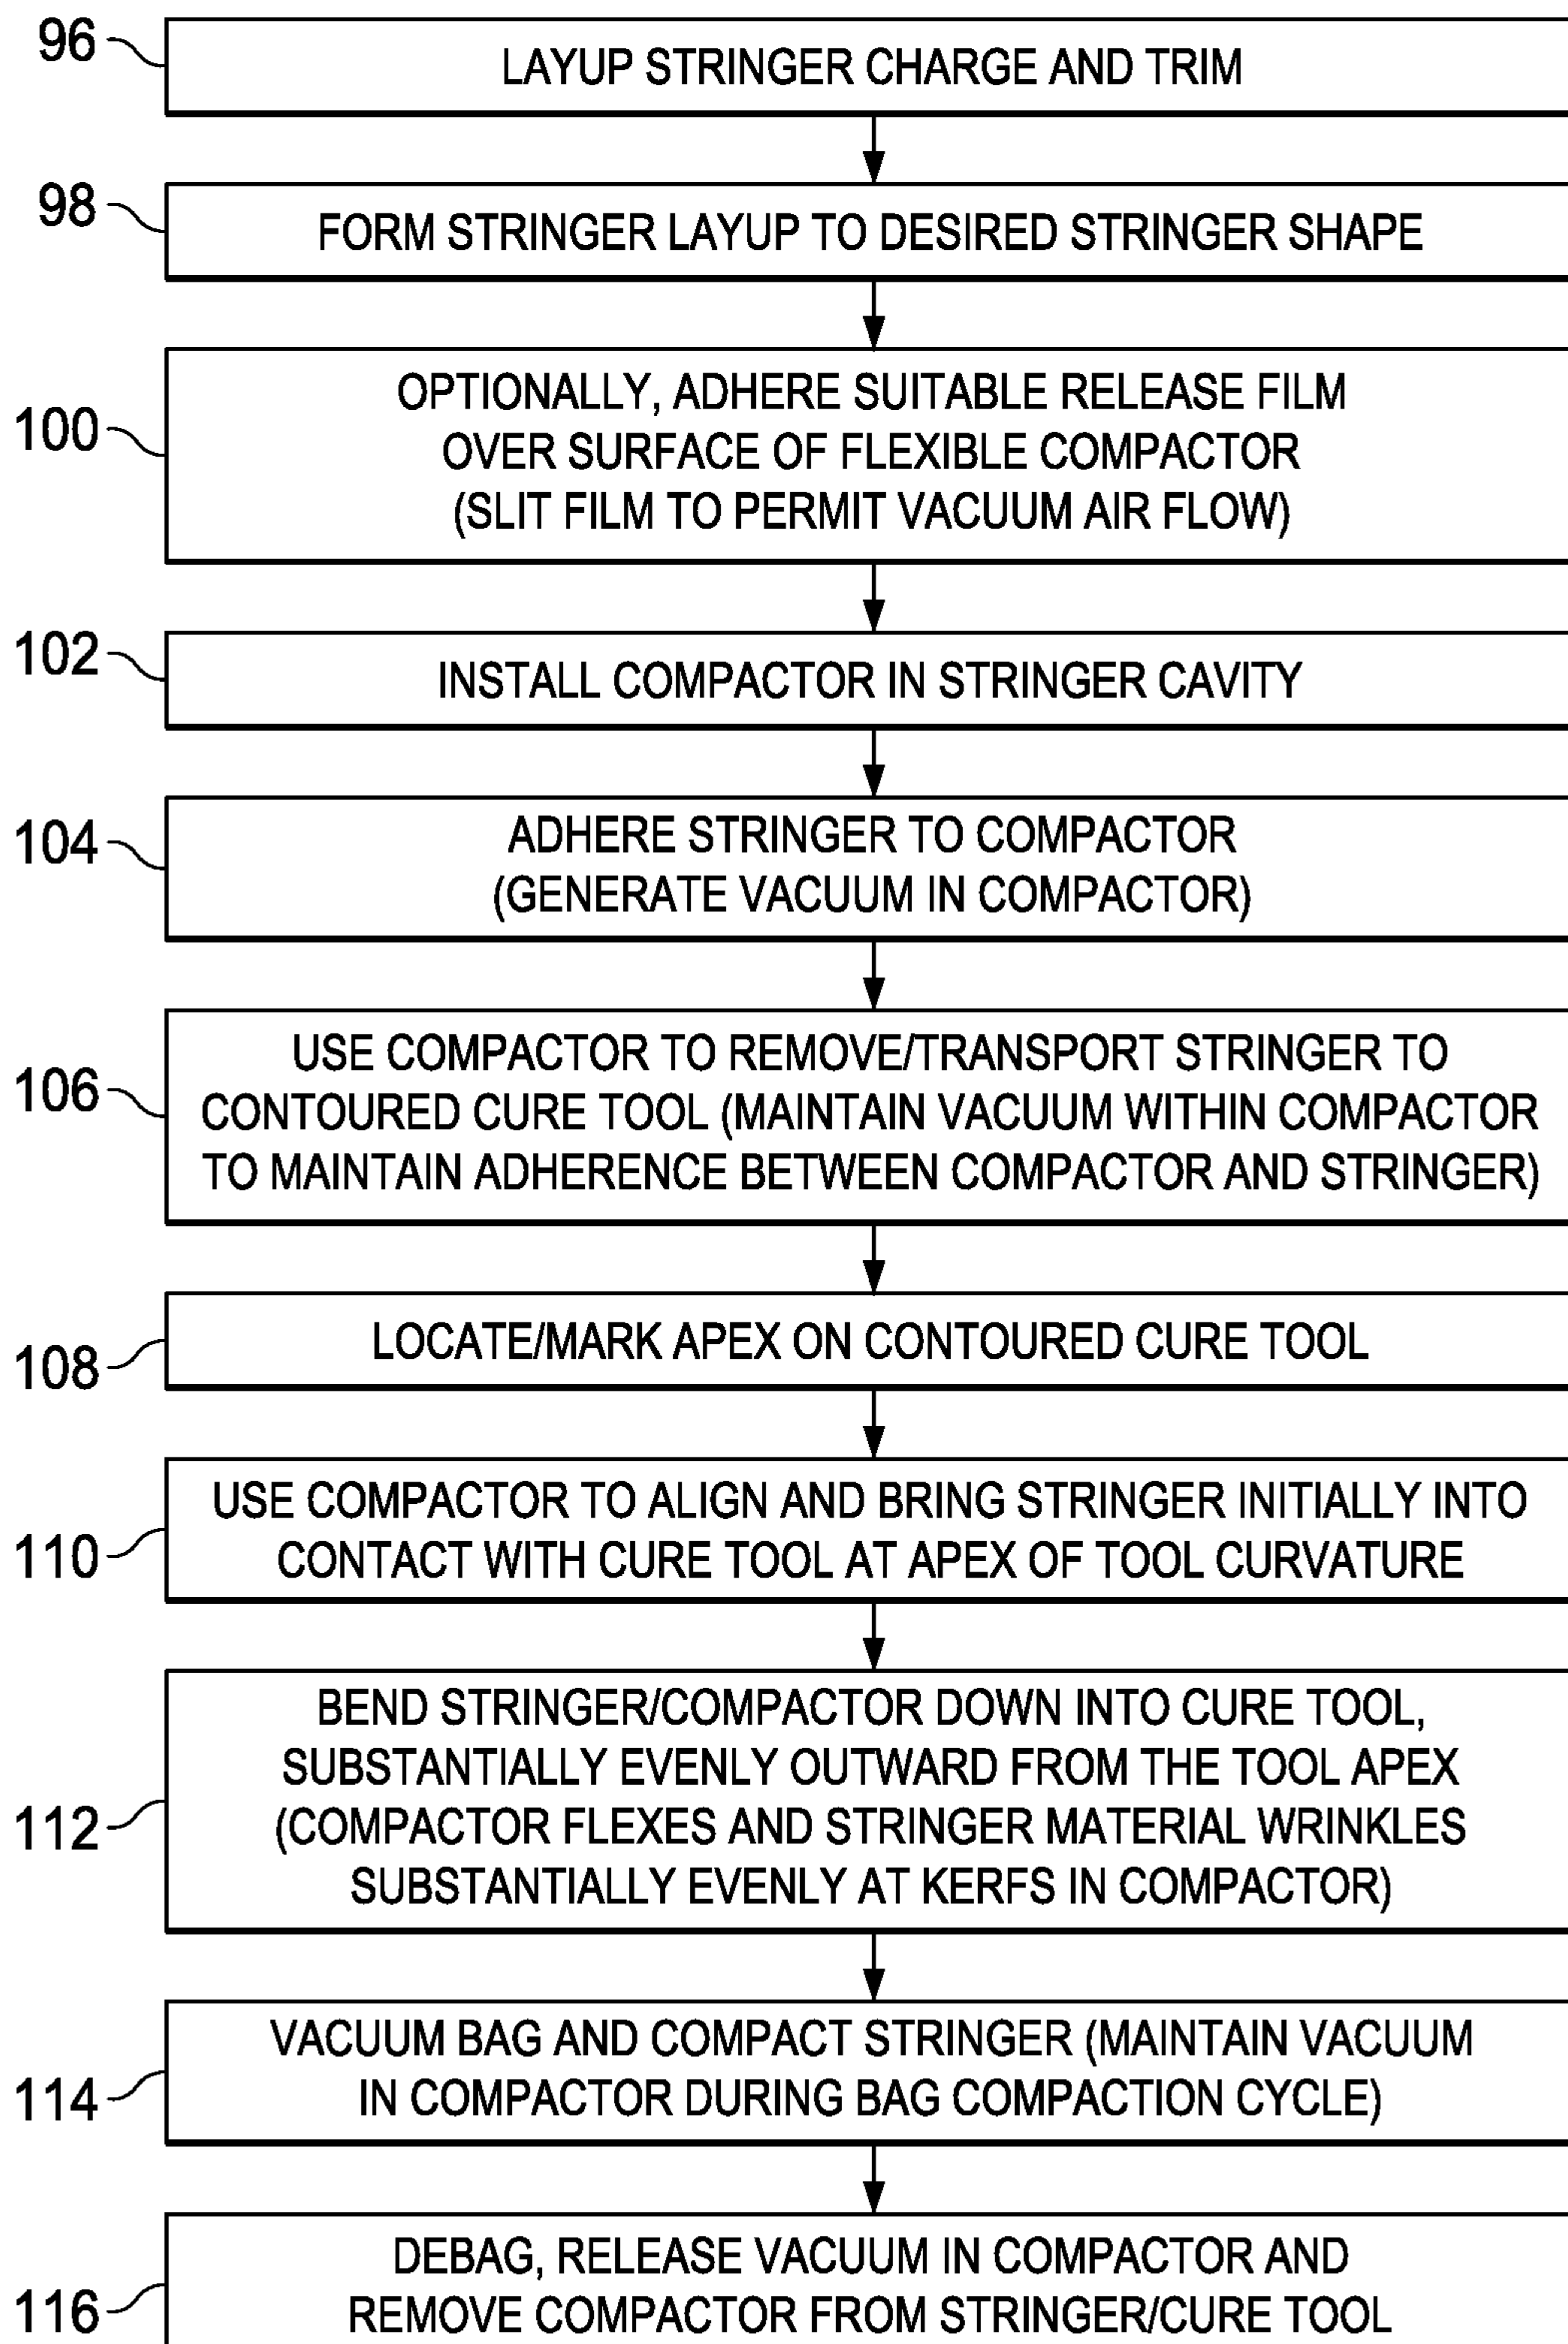 96
LAYUP STRINGER CHARGE AND TRIM
98
FORM STRINGER LAYUP TO DESIRED STRINGER SHAPE
100
OPTIONALLY, ADHERE SUITABLE RELEASE FILM
OVER SURFACE OF FLEXIBLE COMPACTOR
(SLIT FILM TO PERMIT VACUUM AIR FLOW)
102
INSTALL COMPACTOR IN STRINGER CAVITY
104
ADHERE STRINGER TO COMPACTOR
(GENERATE VACUUM IN COMPACTOR)
106
USE COMPACTOR TO REMOVE/TRANSPORT STRINGER TO
CONTOURED CURE TOOL (MAINTAIN VACUUM WITHIN COMPACTOR
TO MAINTAIN ADHERENCE BETWEEN COMPACTOR AND STRINGER)
108
LOCATE/MARK APEX ON CONTOURED CURE TOOL
110
USE COMPACTOR TO ALIGN AND BRING STRINGER INITIALLY INTO
CONTACT WITH CURE TOOL AT APEX OF TOOL CURVATURE
112
BEND STRINGER/COMPACTOR DOWN INTO CURE TOOL,
SUBSTANTIALLY EVENLY OUTWARD FROM THE TOOL APEX
(COMPACTOR FLEXES AND STRINGER MATERIAL WRINKLES
SUBSTANTIALLY EVENLY AT KERFS IN COMPACTOR)
114
VACUUM BAG AND COMPACT STRINGER (MAINTAIN VACUUM
IN COMPACTOR DURING BAG COMPACTION CYCLE)
116
DEBAG, RELEASE VACUUM IN COMPACTOR AND
REMOVE COMPACTOR FROM STRINGER/CURE TOOL